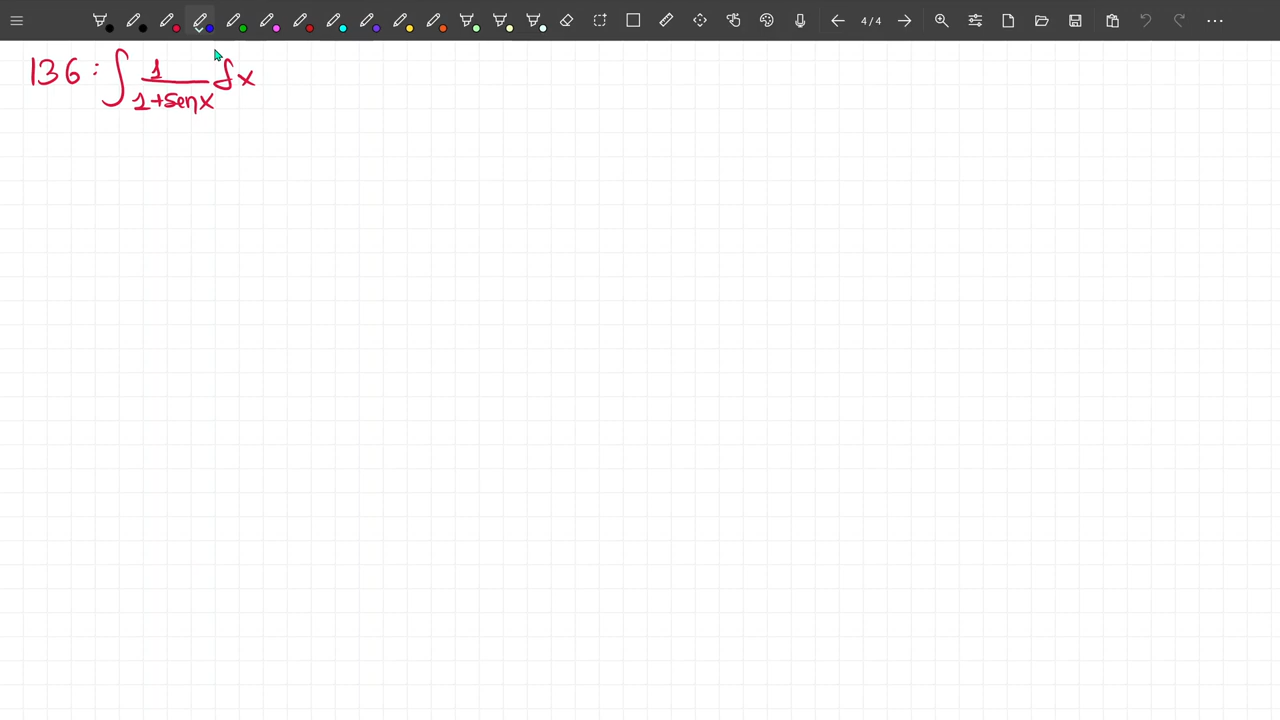 4/4
136: ∫ 1/(1+senx) dx